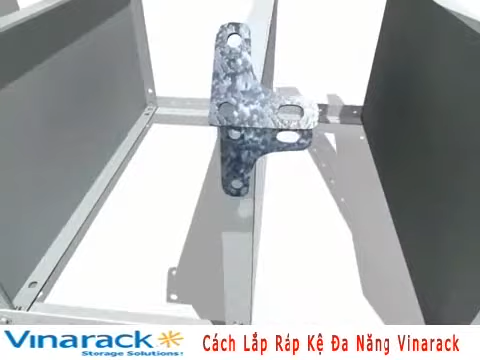 Vinarack
Storage Solutions!
Cách Lắp Ráp Kệ Đa Năng Vinarack